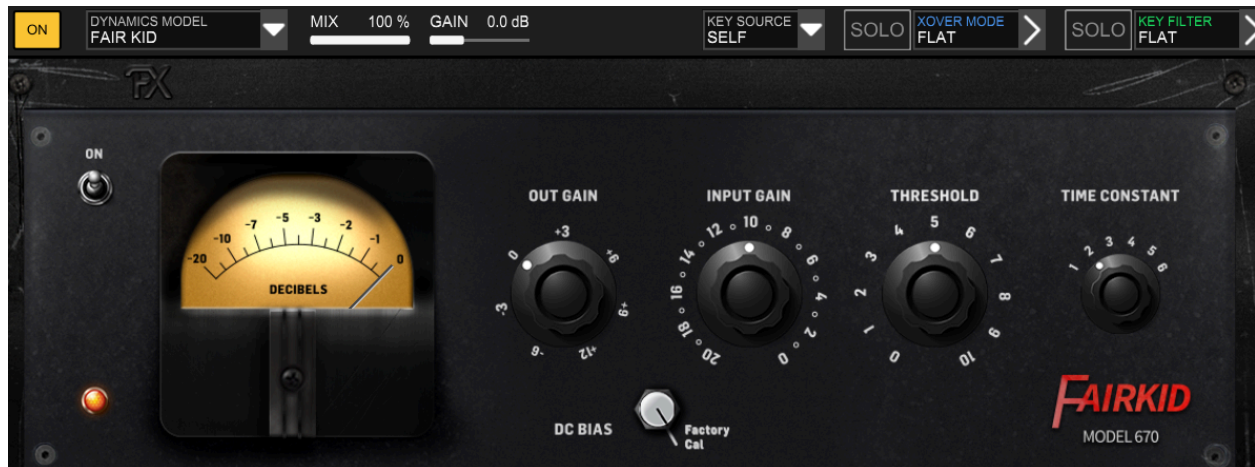 ON
DYNAMICS MODEL
FAIR KID
MIX 100 %
GAIN 0.0 dB
KEY SOURCE
SELF
SOLO
XOVER MODE
FLAT
SOLO
KEY FILTER
FLAT
FX
ON
-20 -10 -7 -5 -3 -2 -1 0
DECIBELS
OUT GAIN
-6 -3 0 +3 +6 +9 +12
INPUT GAIN
20 18 16 14 12 10 8 6 4 2 0
THRESHOLD
0 1 2 3 4 5 6 7 8 9 10
TIME CONSTANT
1 2 3 4 5 6
DC BIAS
Factory
Cal
FAIRKID
MODEL 670